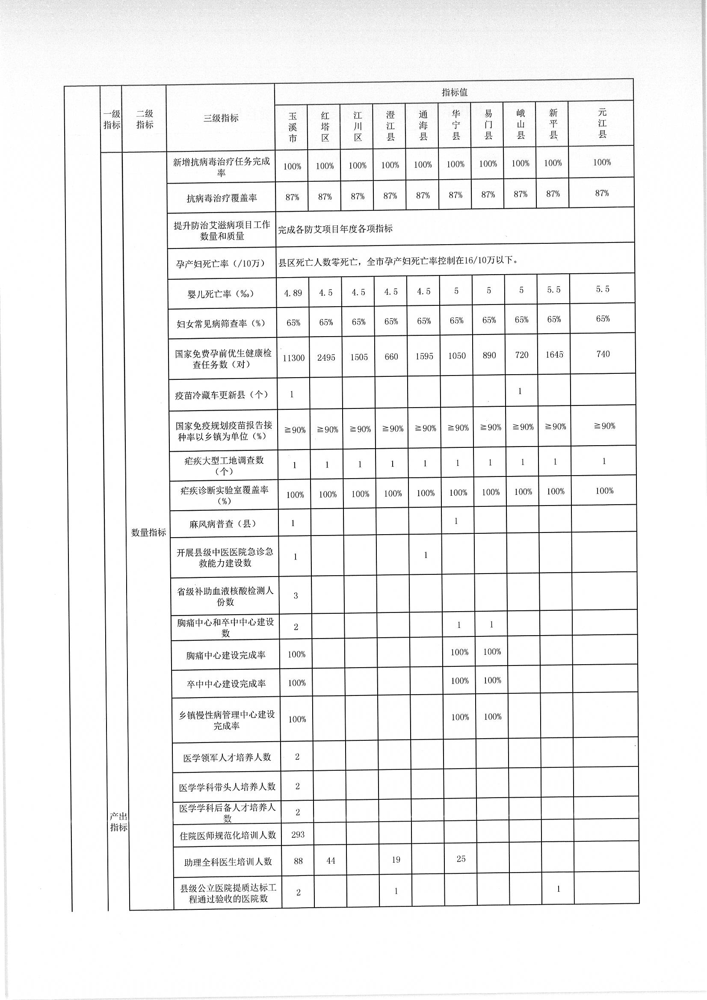 指标值
一级
指标
二级
指标
三级指标
玉溪市
红塔区
江川区
澄江县
通海县
华宁县
易门县
峨山县
新平县
元江县
新增抗病毒治疗任务完成
率
100% 100% 100% 100% 100% 100% 100% 100% 100% 100%
抗病毒治疗覆盖率 87% 87% 87% 87% 87% 87% 87% 87% 87% 87%
提升防治艾滋病项目工作
数量和质量
完成各防艾项目年度各项指标
孕产妇死亡率（/10万） 县区死亡人数零死亡，全市孕产妇死亡率控制在16/10万以下。
婴儿死亡率（‰） 4.89 4.5 4.5 4.5 4.5 5 5 5 5.5 5.5
妇女常见病筛查率（%） 65% 65% 65% 65% 65% 65% 65% 65% 65% 65%
国家免费孕前优生健康检
查任务数（对）
11300 2495 1505 660 1595 1050 890 720 1645 740
疫苗冷藏车更新县（个） 1 1
国家免疫规划疫苗报告接
种率以乡镇为单位（%）
≧90% ≧90% ≧90% ≧90% ≧90% ≧90% ≧90% ≧90% ≧90% ≧90%
疟疾大型工地调查数
（个）
1 1 1 1 1 1 1 1 1 1
疟疾诊断实验室覆盖率
（%）
100% 100% 100% 100% 100% 100% 100% 100% 100% 100%
数量指标
麻风病普查（县） 1 1
开展县级中医医院急诊急
救能力建设数
1 1
省级补助血液核酸检测人
份数
3
胸痛中心和卒中中心建设
数
2 1 1
胸痛中心建设完成率 100% 100% 100%
卒中中心建设完成率 100% 100% 100%
乡镇慢性病管理中心建设
完成率
100% 100% 100%
医学领军人才培养人数 2
医学学科带头人培养人数 2
产出
指标
医学学科后备人才培养人
数
2
住院医师规范化培训人数 293
助理全科医生培训人数 88 44 19 25
县级公立医院提质达标工
程通过验收的医院数
2 1 1